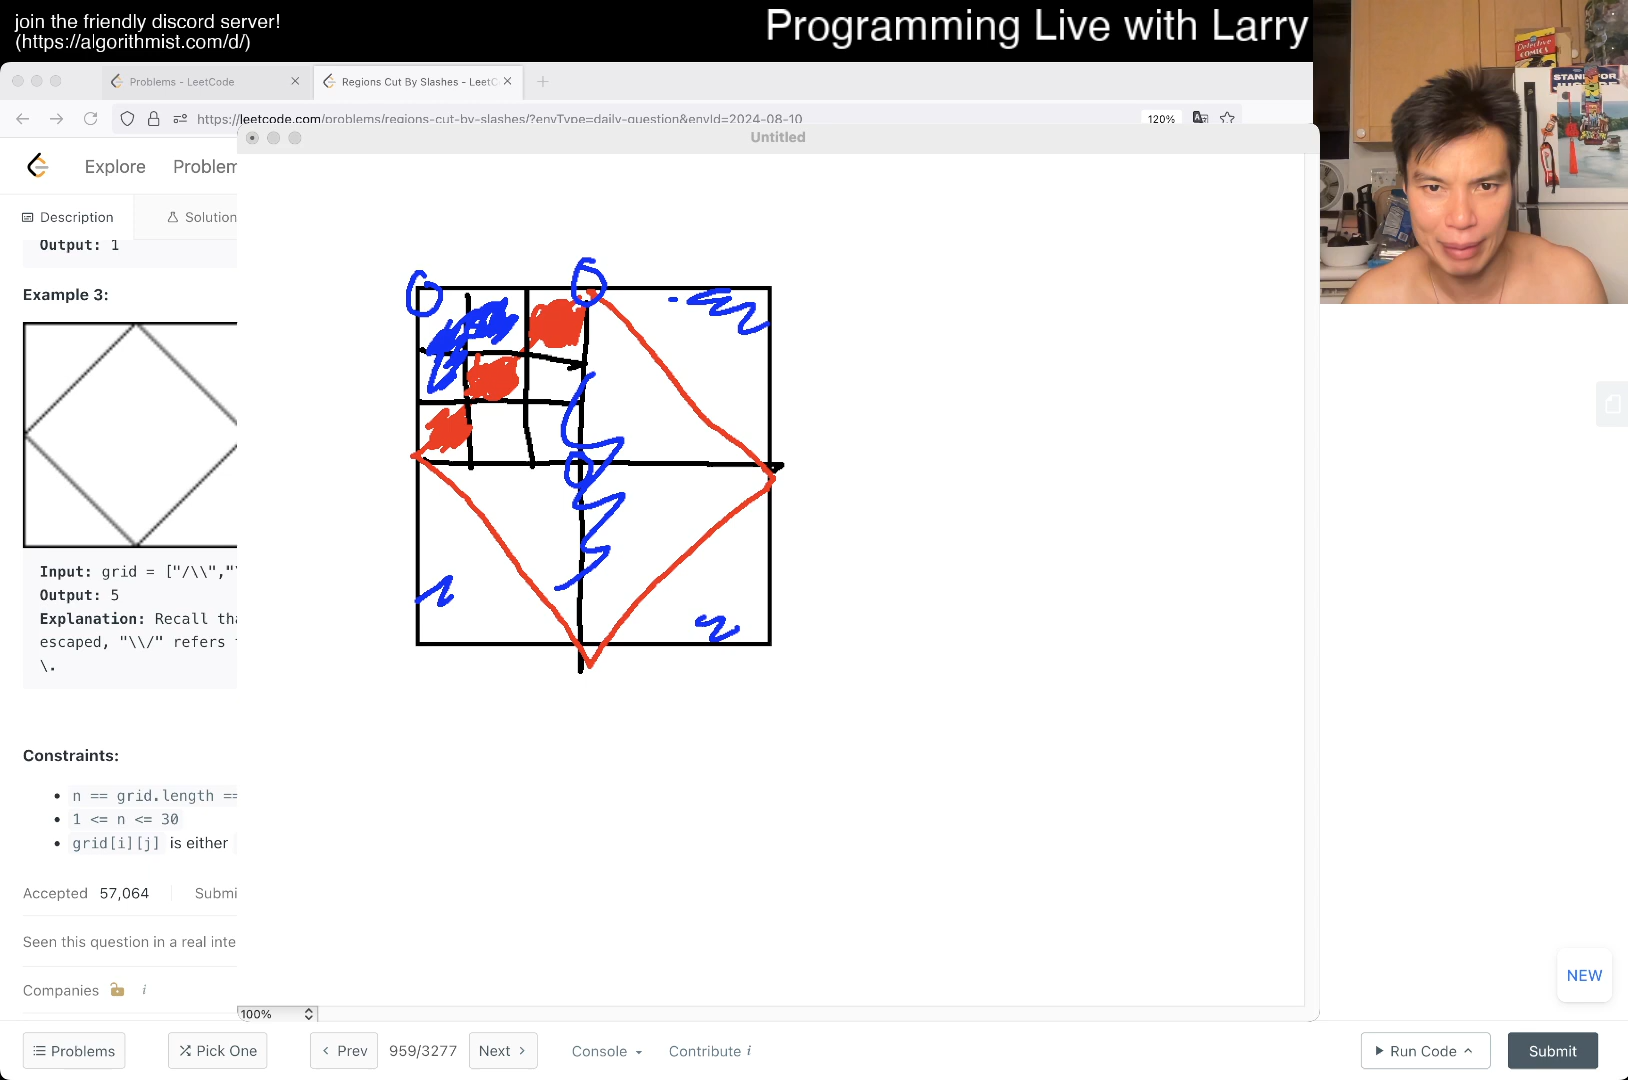 join the friendly discord server!
(https://algorithmist.com/d/)
Programming Live with Larry
Problems - LeetCode
Regions Cut By Slashes - LeetC
https://leetcode.com/problems/regions-cut-by-slashes/?envType=daily-question&envId=2024-08-10
120%
Untitled
Explore
Problem
Description
Solution
Output: 1
Example 3:
Input: grid = ["/\\","
Output: 5
Explanation: Recall tha
escaped, "\\/" refers
\.
Constraints:
n == grid.length ==
1 <= n <= 30
grid[i][j] is either
Accepted 57,064
Submi
Seen this question in a real inte
Companies
i
100%
Problems
Pick One
Prev
959/3277
Next
Console
Contribute i
Run Code
Submit
NEW